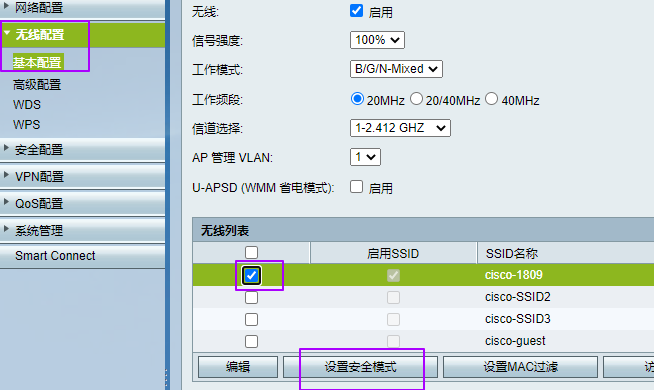 网络配置
无线配置
基本配置
高级配置
WDS
WPS
安全配置
VPN配置
QoS配置
系统管理
Smart Connect
无线: 启用
信号强度: 100%
工作模式: B/G/N-Mixed
工作频段: 20MHz 20/40MHz 40MHz
信道选择: 1-2.412 GHZ
AP 管理 VLAN: 1
U-APSD (WMM 省电模式): 启用
无线列表
启用SSID SSID名称
cisco-1809
cisco-SSID2
cisco-SSID3
cisco-guest
编辑 设置安全模式 设置MAC过滤 访